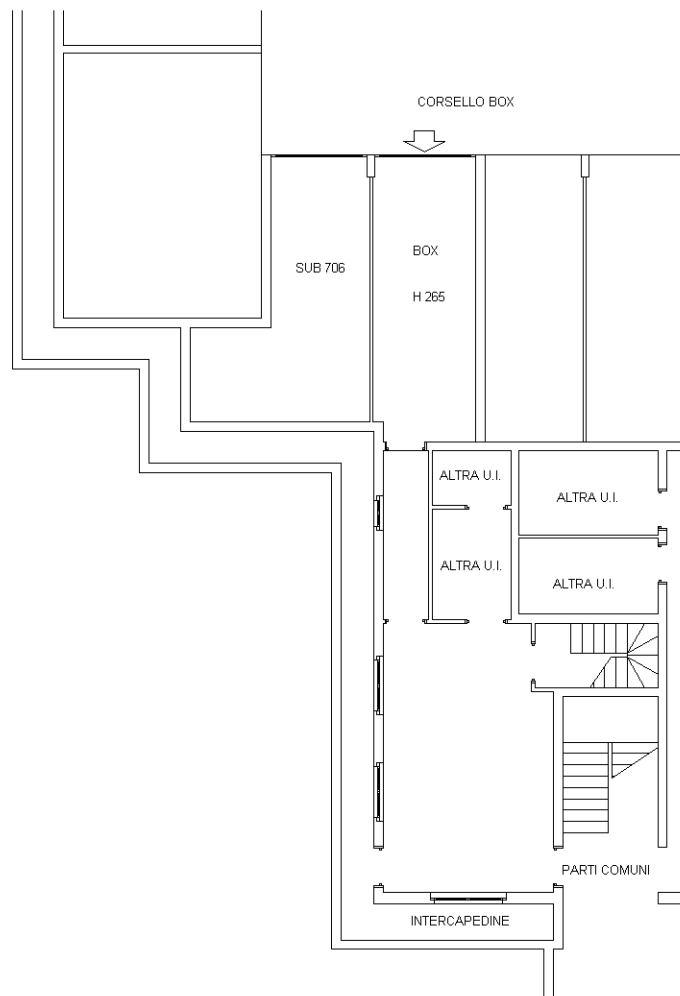 CORSELLO BOX
BOX
SUB 706
H 265
ALTRA U.I.
ALTRA U.I.
ALTRA U.I.
ALTRA U.I.
PARTI COMUNI
INTERCAPEDINE